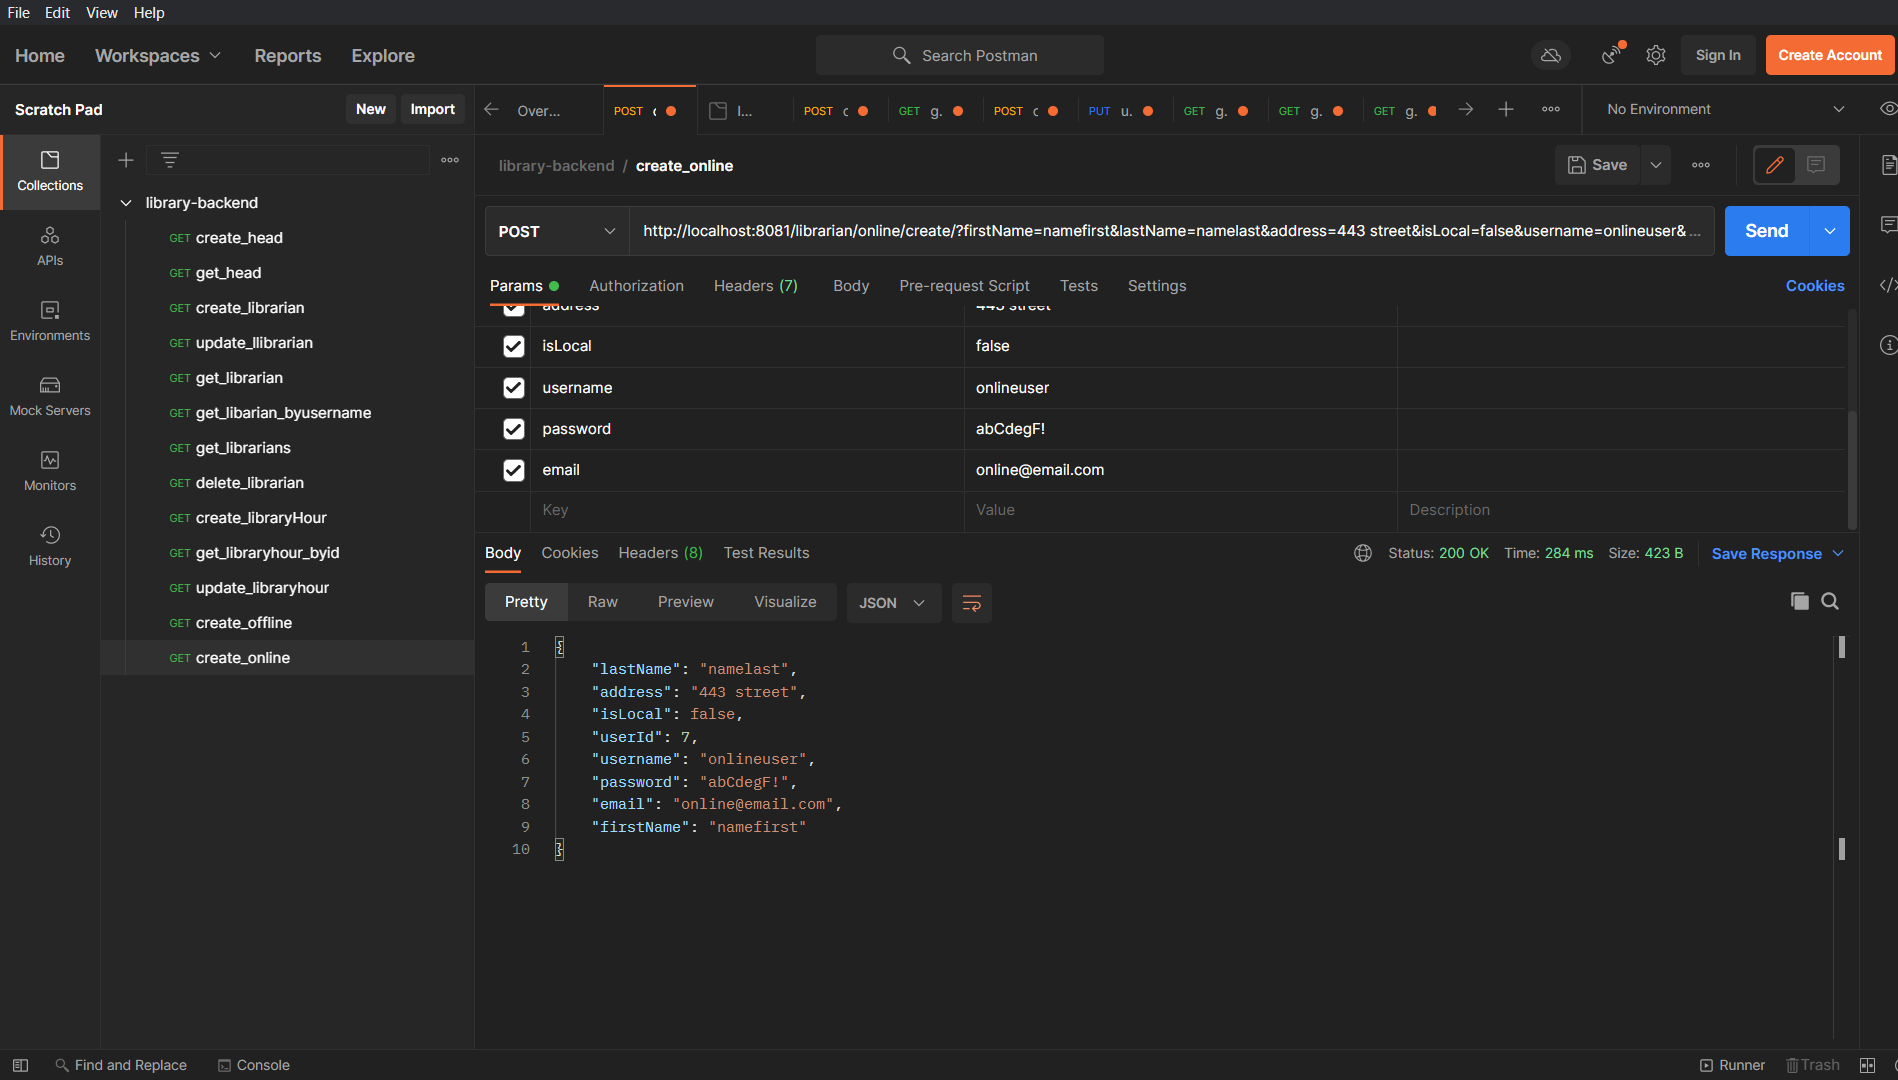 File Edit View Help
Home Workspaces Reports Explore Search Postman Sign In Create Account
Scratch Pad New Import Over... POST c I... POST c GET g. POST c PUT u. GET g. GET g. GET g. No Environment
Collections
APIs
Environments
Mock Servers
Monitors
History
library-backend
GET create_head
GET get_head
GET create_librarian
GET update_llibrarian
GET get_librarian
GET get_libarian_byusername
GET get_librarians
GET delete_librarian
GET create_libraryHour
GET get_libraryhour_byid
GET update_libraryhour
GET create_offline
GET create_online
library-backend / create_online Save
POST http://localhost:8081/librarian/online/create/?firstName=namefirst&lastName=namelast&address=443 street&isLocal=false&username=onlineuser& ... Send
Params Authorization Headers (7) Body Pre-request Script Tests Settings Cookies
address 443 street
isLocal false
username onlineuser
password abCdegF!
email online@email.com
Key Value Description
Body Cookies Headers (8) Test Results Status: 200 OK Time: 284 ms Size: 423 B Save Response
Pretty Raw Preview Visualize JSON
1 {
2 "lastName": "namelast",
3 "address": "443 street",
4 "isLocal": false,
5 "userId": 7,
6 "username": "onlineuser",
7 "password": "abCdegF!",
8 "email": "online@email.com",
9 "firstName": "namefirst"
10 }
Find and Replace Console Runner Trash